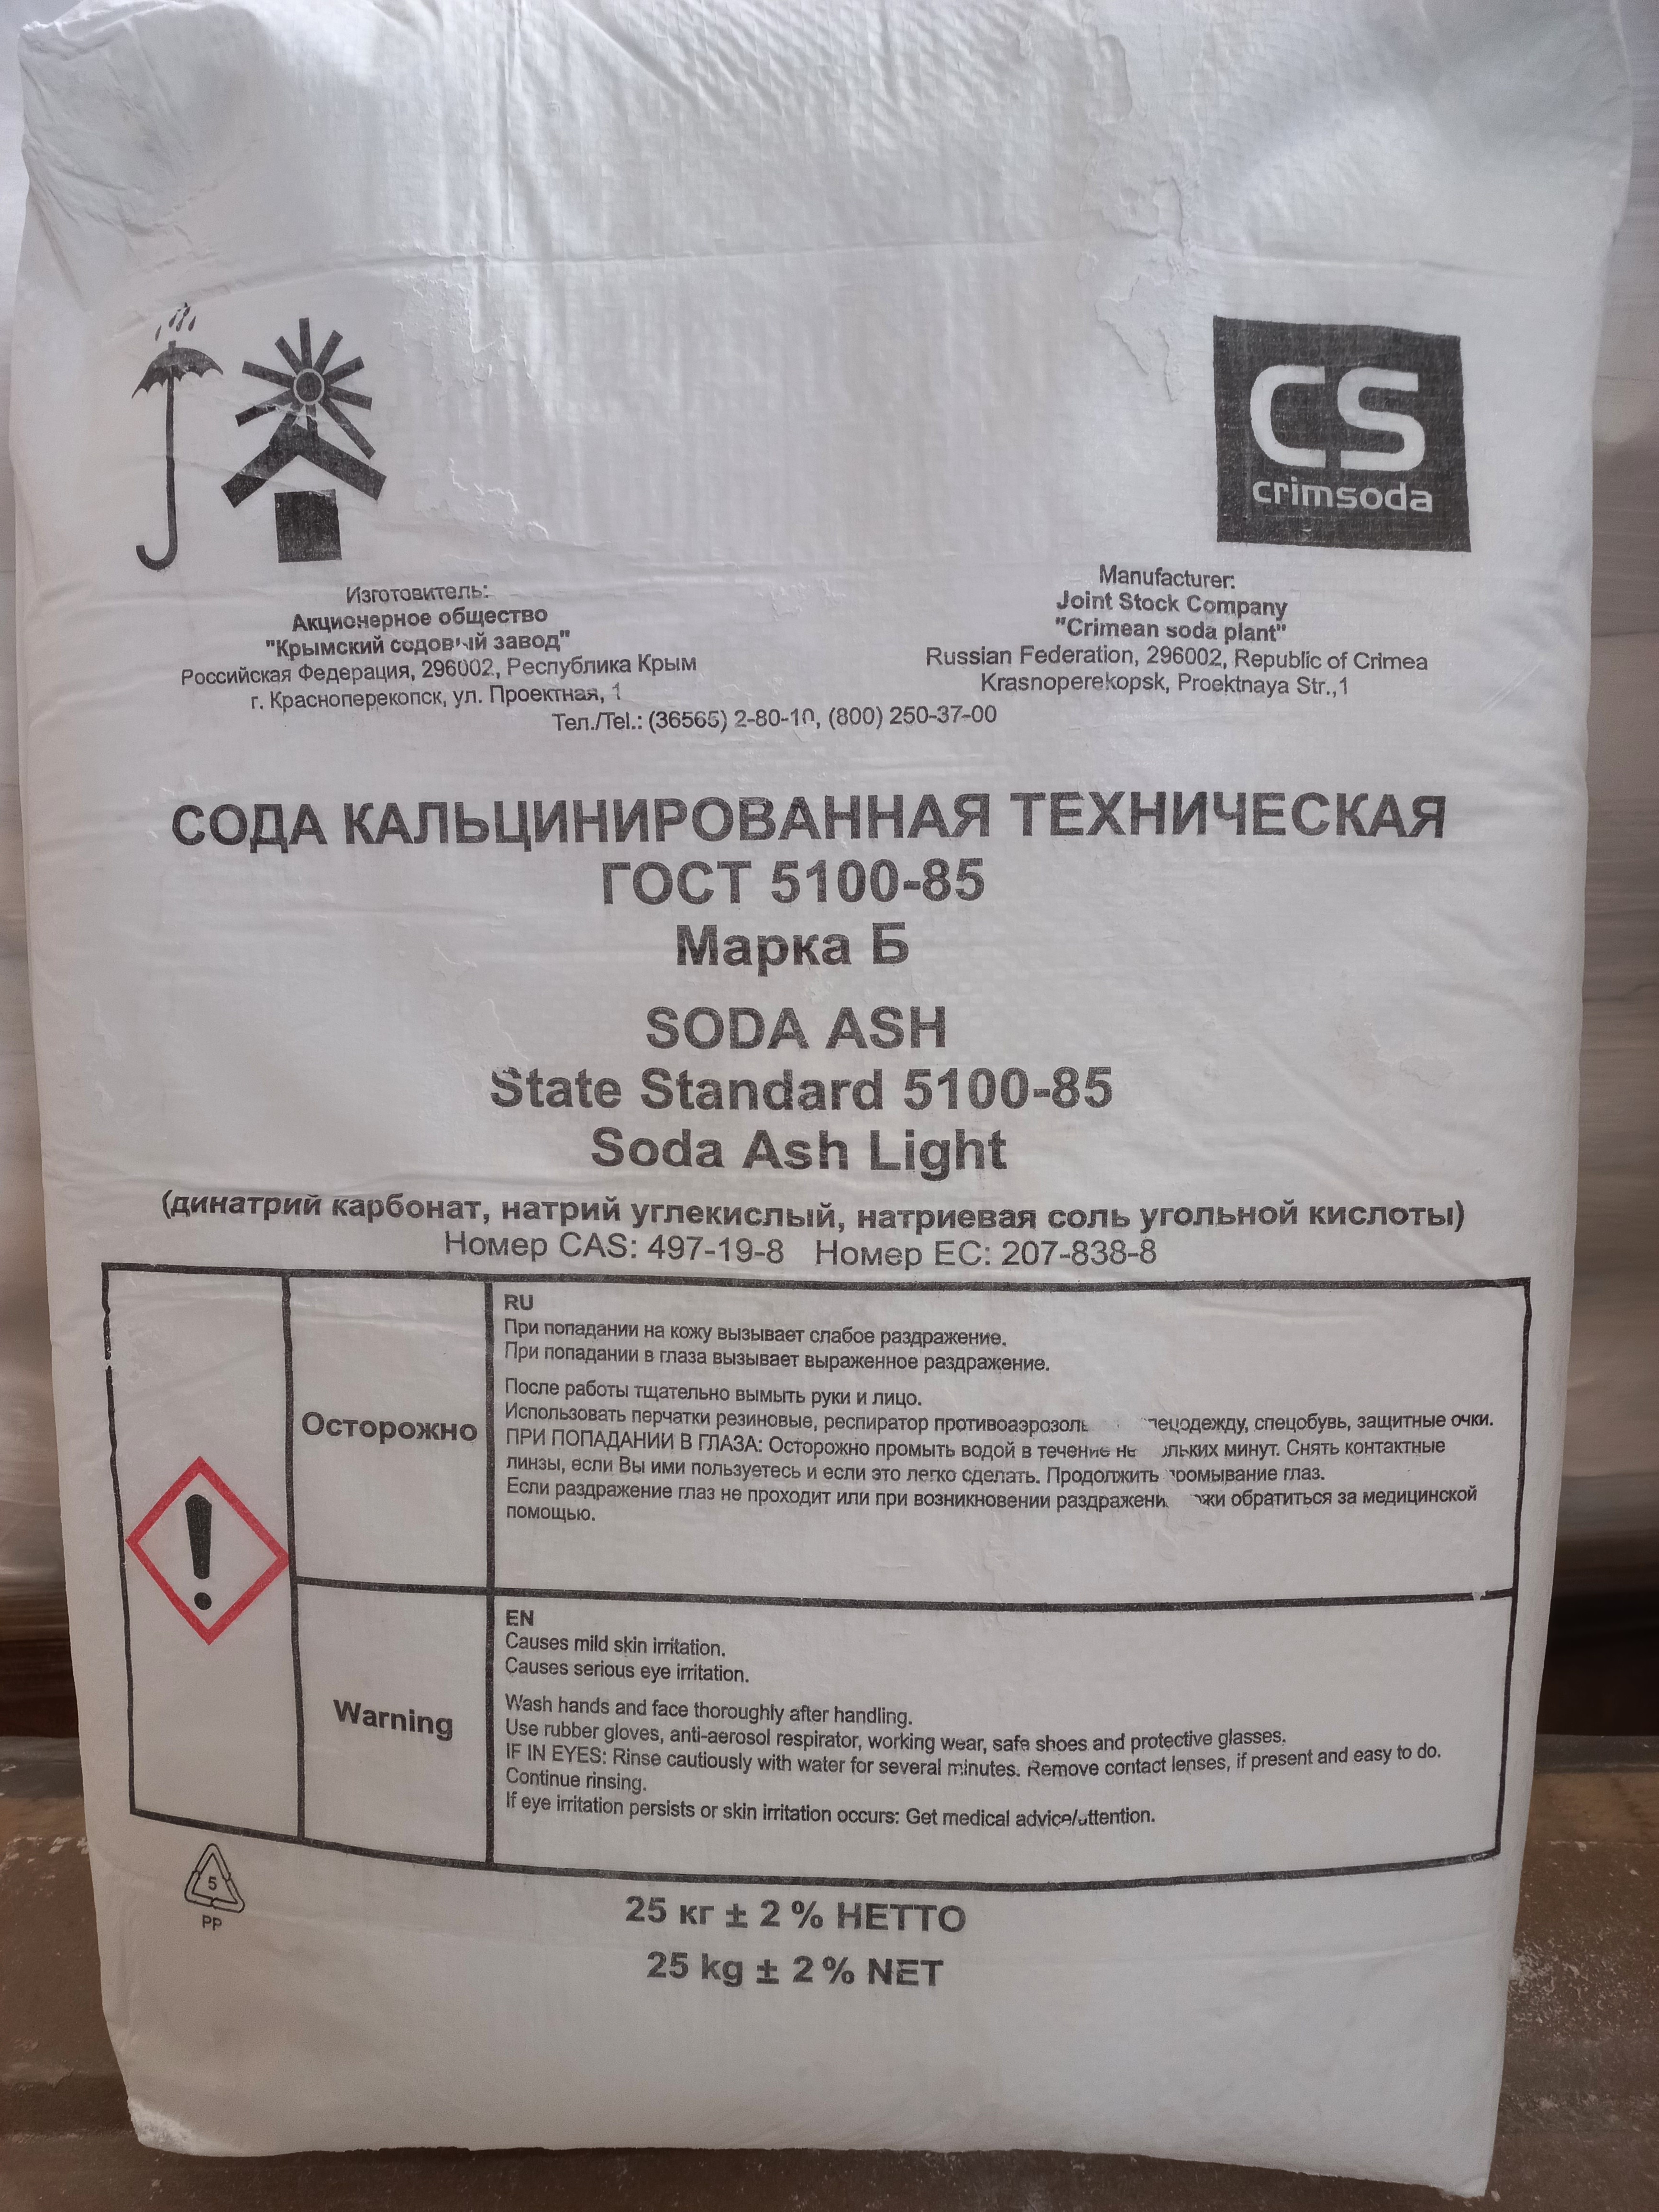 CS
crimsoda
Изготовитель:
Акционерное общество
"Крымский содовый завод"
Российская Федерация, 296002, Республика Крым
г. Красноперекопск, ул. Проектная, 1
Manufacturer:
Joint Stock Company
"Crimean soda plant"
Russian Federation, 296002, Republic of Crimea
Krasnoperekopsk, Proektnaya Str.,1
Тел./Tel.: (36565) 2-80-10, (800) 250-37-00
СОДА КАЛЬЦИНИРОВАННАЯ ТЕХНИЧЕСКАЯ
ГОСТ 5100-85
Марка Б
SODA ASH
State Standard 5100-85
Soda Ash Light
(динатрий карбонат, натрий углекислый, натриевая соль угольной кислоты)
Номер CAS: 497-19-8 Номер ЕС: 207-838-8
Осторожно
RU
При попадании на кожу вызывает слабое раздражение.
При попадании в глаза вызывает выраженное раздражение.
После работы тщательно вымыть руки и лицо.
Использовать перчатки резиновые, респиратор спецодежду, спецобувь, защитные очки.
ПРИ ПОПАДАНИИ В ГЛАЗА: Осторожно промыть водой в течение минут. Снять контактные
линзы, если Вы ими пользуетесь и если это легко сделать. Продолжить промывание глаз.
Если раздражение глаз не проходит или при возникновении обратиться за медицинской
помощью.
Warning
EN
Causes mild skin irritation.
Causes serious eye irritation.
Wash hands and face thoroughly after handling.
Use rubber gloves, anti-aerosol respirator, working wear, safe shoes and protective glasses.
IF IN EYES: Rinse cautiously with water for several minutes. Remove contact lenses, if present and easy to do.
Continue rinsing.
If eye irritation persists or skin irritation occurs: Get medical advice/attention.
5
PP
25 кг ± 2 % НЕТТО
25 kg ± 2 % NET